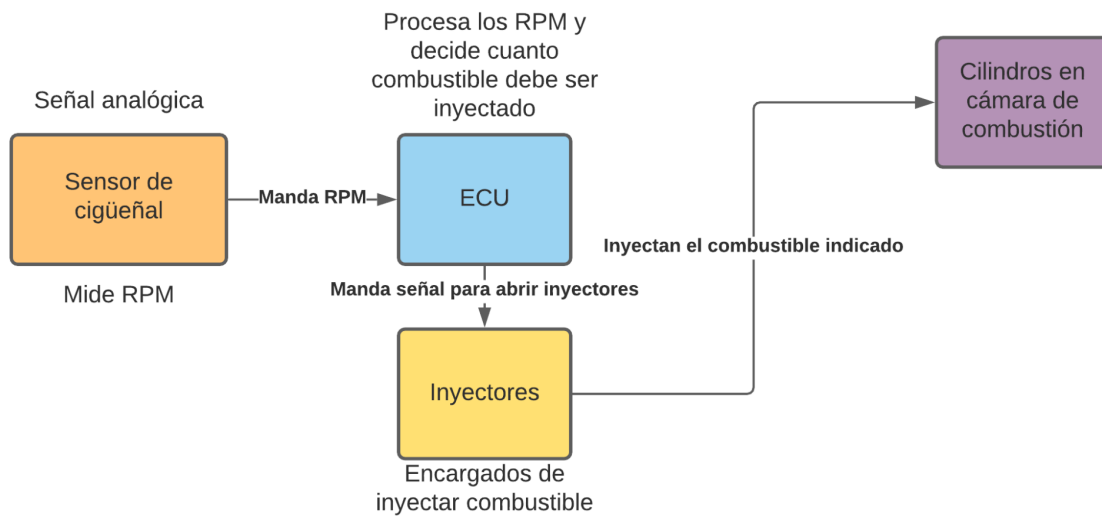 Señal analógica
Sensor de
cigüeñal
Mide RPM
Manda RPM
Procesa los RPM y
decide cuanto
combustible debe ser
inyectado
ECU
Manda señal para abrir inyectores
Inyectores
Encargados de
inyectar combustible
Inyectan el combustible indicado
Cilindros en
cámara de
combustión